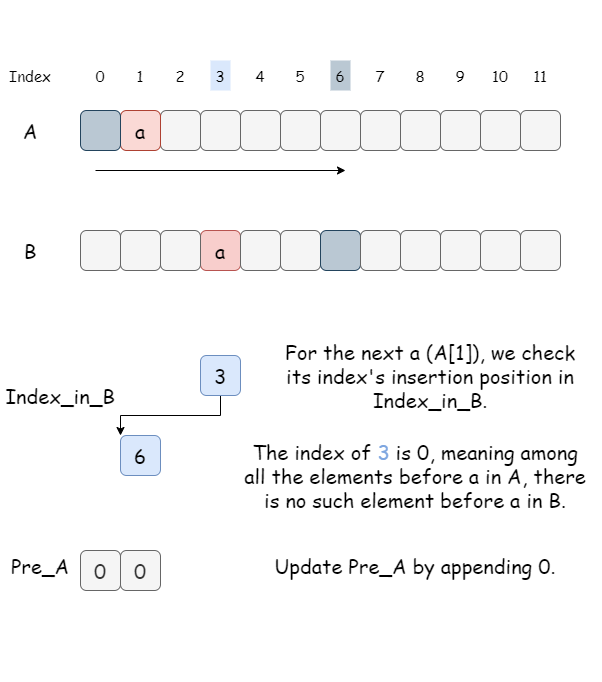 Index 0 1 2 3 4 5 6 7 8 9 10 11
A a
B a
For the next a (A[1]), we check
its index's insertion position in
Index_in_B.
3
Index_in_B
6
The index of 3 is 0, meaning among
all the elements before a in A, there
is no such element before a in B.
Pre_A 0 0
Update Pre_A by appending 0.